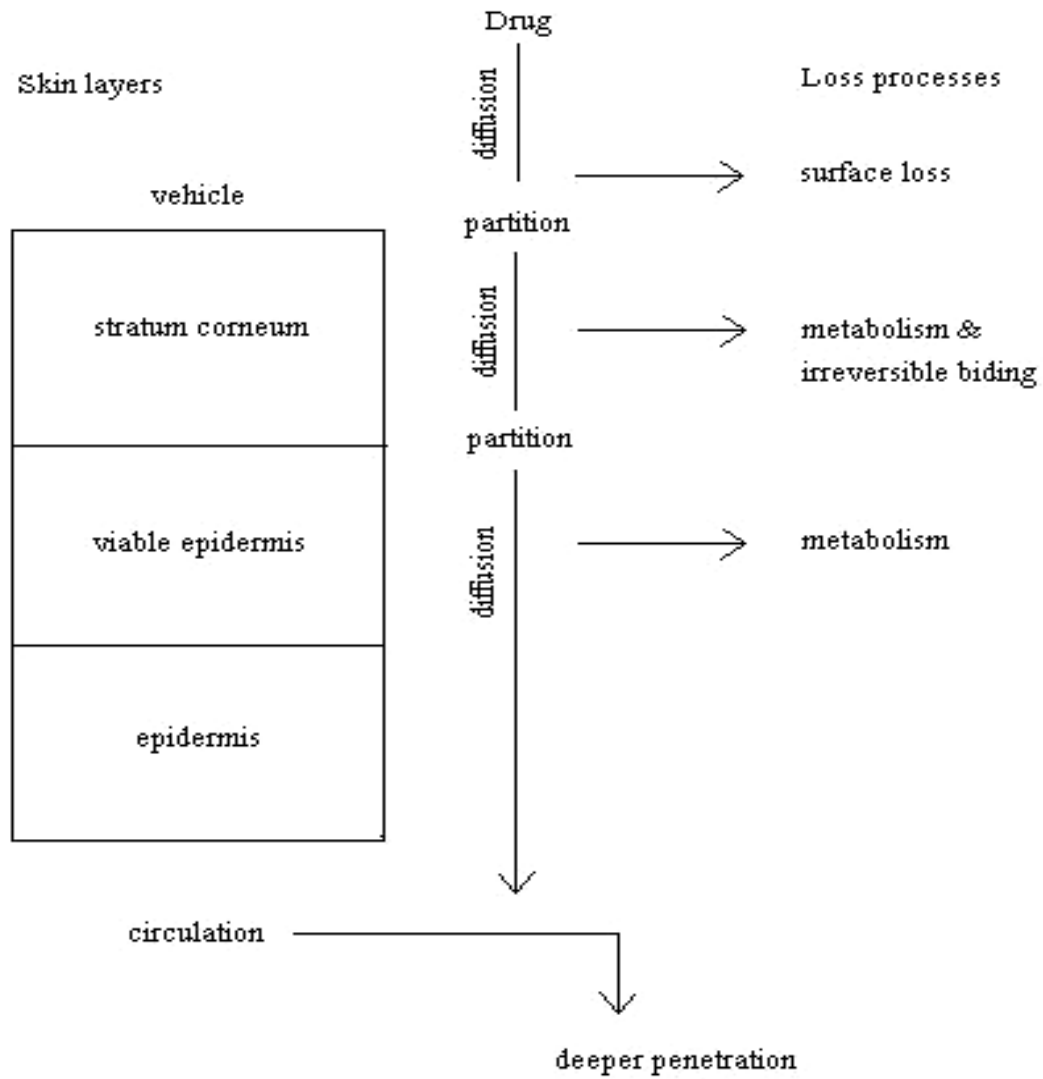 Drug
Skin layers
diffusion
Loss processes
surface loss
vehicle
partition
stratum corneum
diffusion
metabolism &
irreversible biding
partition
viable epidermis
diffusion
metabolism
epidermis
circulation
deeper penetration